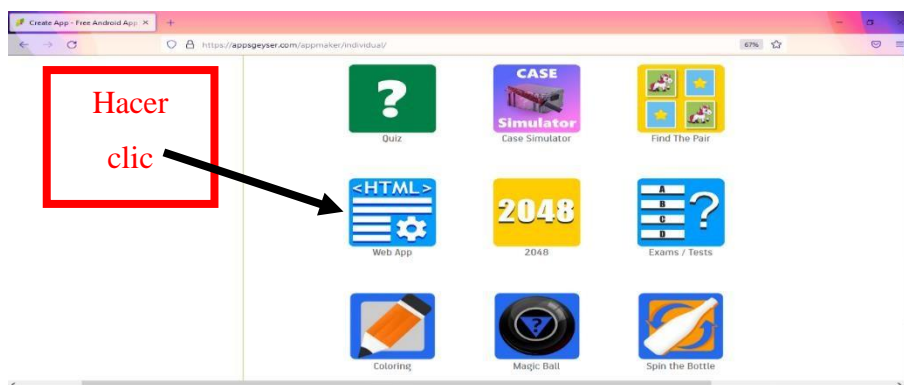 Create App - Free Android App
https://appsgeyser.com/appmaker/individual/
67%
Hacer
clic
?
CASE
Simulator
Quiz
Case Simulator
Find The Pair
<HTML>
2048
A
B
C
D
?
Web App
2048
Exams / Tests
?
Coloring
Magic Ball
Spin the Bottle